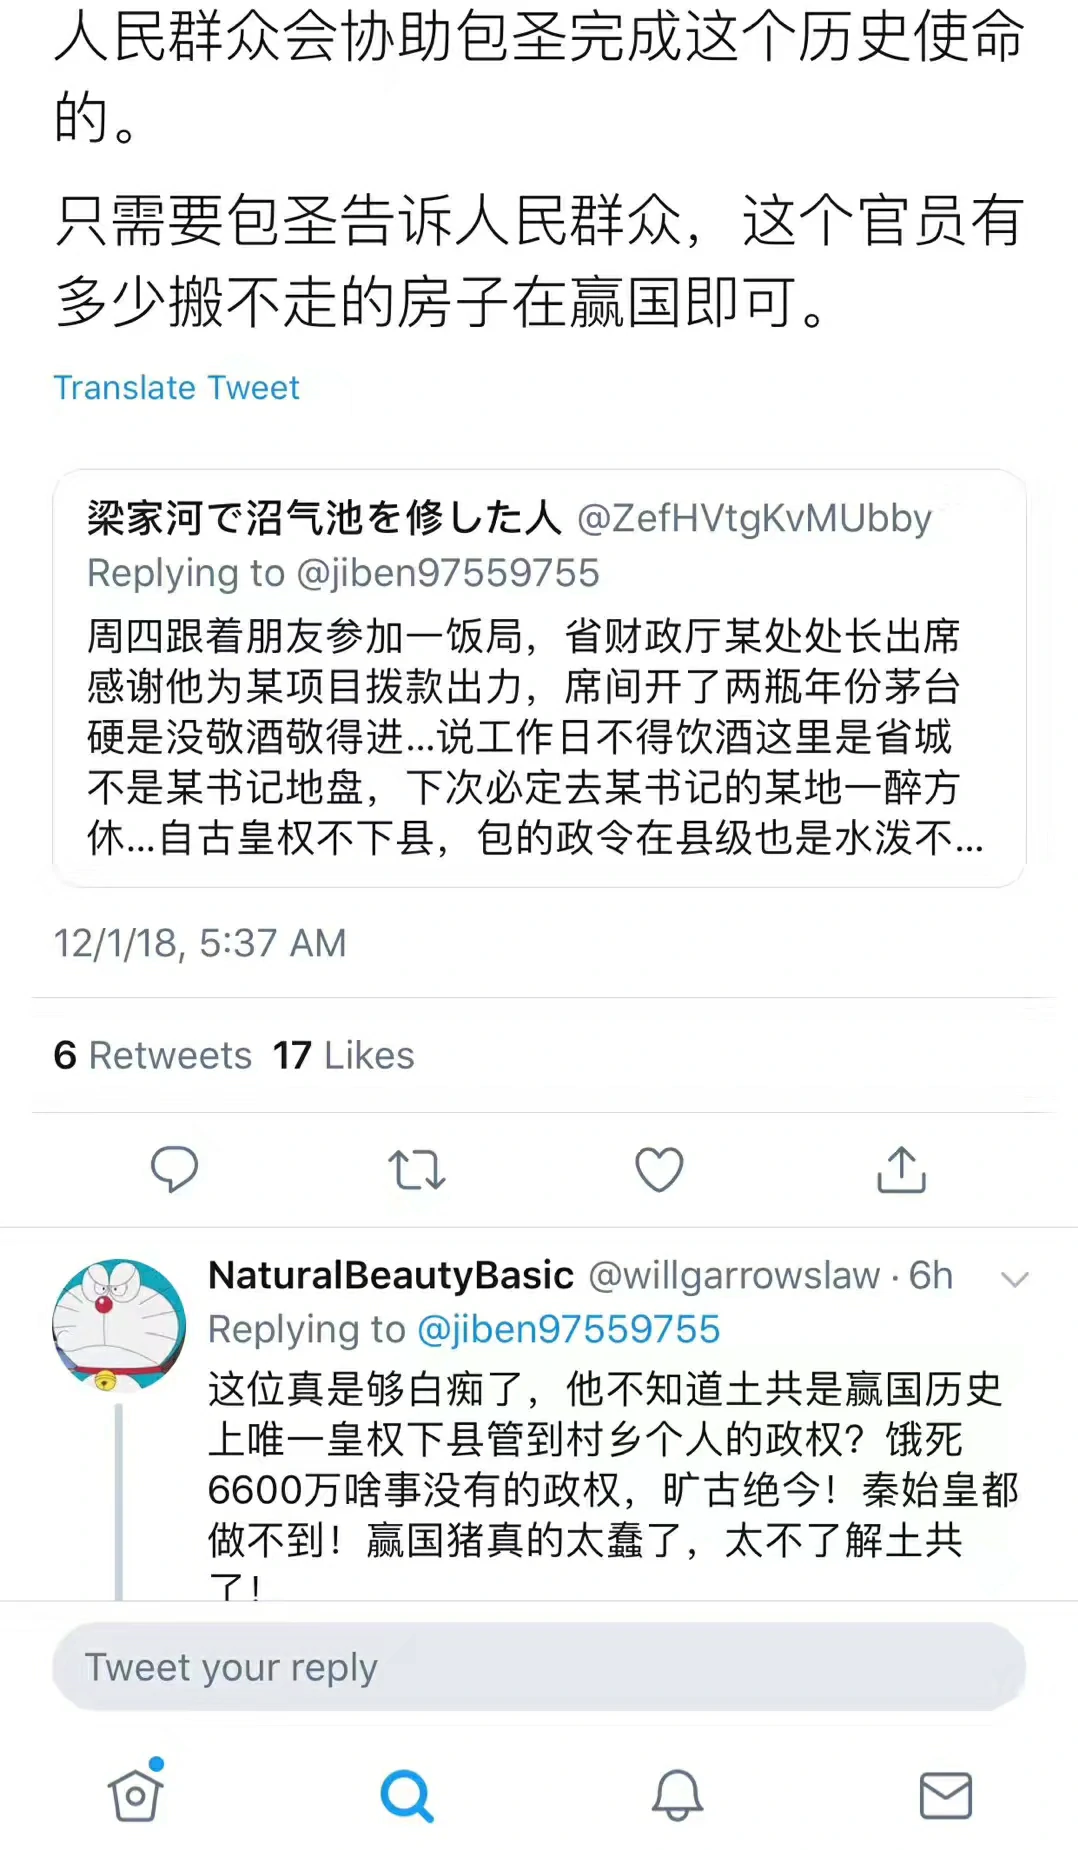 人民群众会协助包圣完成这个历史使命
的。
只需要包圣告诉人民群众，这个官员有
多少搬不走的房子在赢国即可。
Translate Tweet
梁家河で沼气池を修した人 @ZefHVtgKvMUbby
Replying to @jiben97559755
周四跟着朋友参加一饭局，省财政厅某处处长出席
感谢他为某项目拨款出力，席间开了两瓶年份茅台
硬是没敬酒敬得进...说工作日不得饮酒这里是省城
不是某书记地盘，下次必定去某书记的某地一醉方
休...自古皇权不下县，包的政令在县级也是水泼不...
12/1/18, 5:37 AM
6 Retweets 17 Likes
NaturalBeautyBasic @willgarrowslaw · 6h
Replying to @jiben97559755
这位真是够白痴了，他不知道土共是赢国历史
上唯一皇权下县管到村乡个人的政权？饿死
6600万啥事没有的政权，旷古绝今！秦始皇都
做不到！赢国猪真的太蠢了，太不了解土共
了！
Tweet your reply